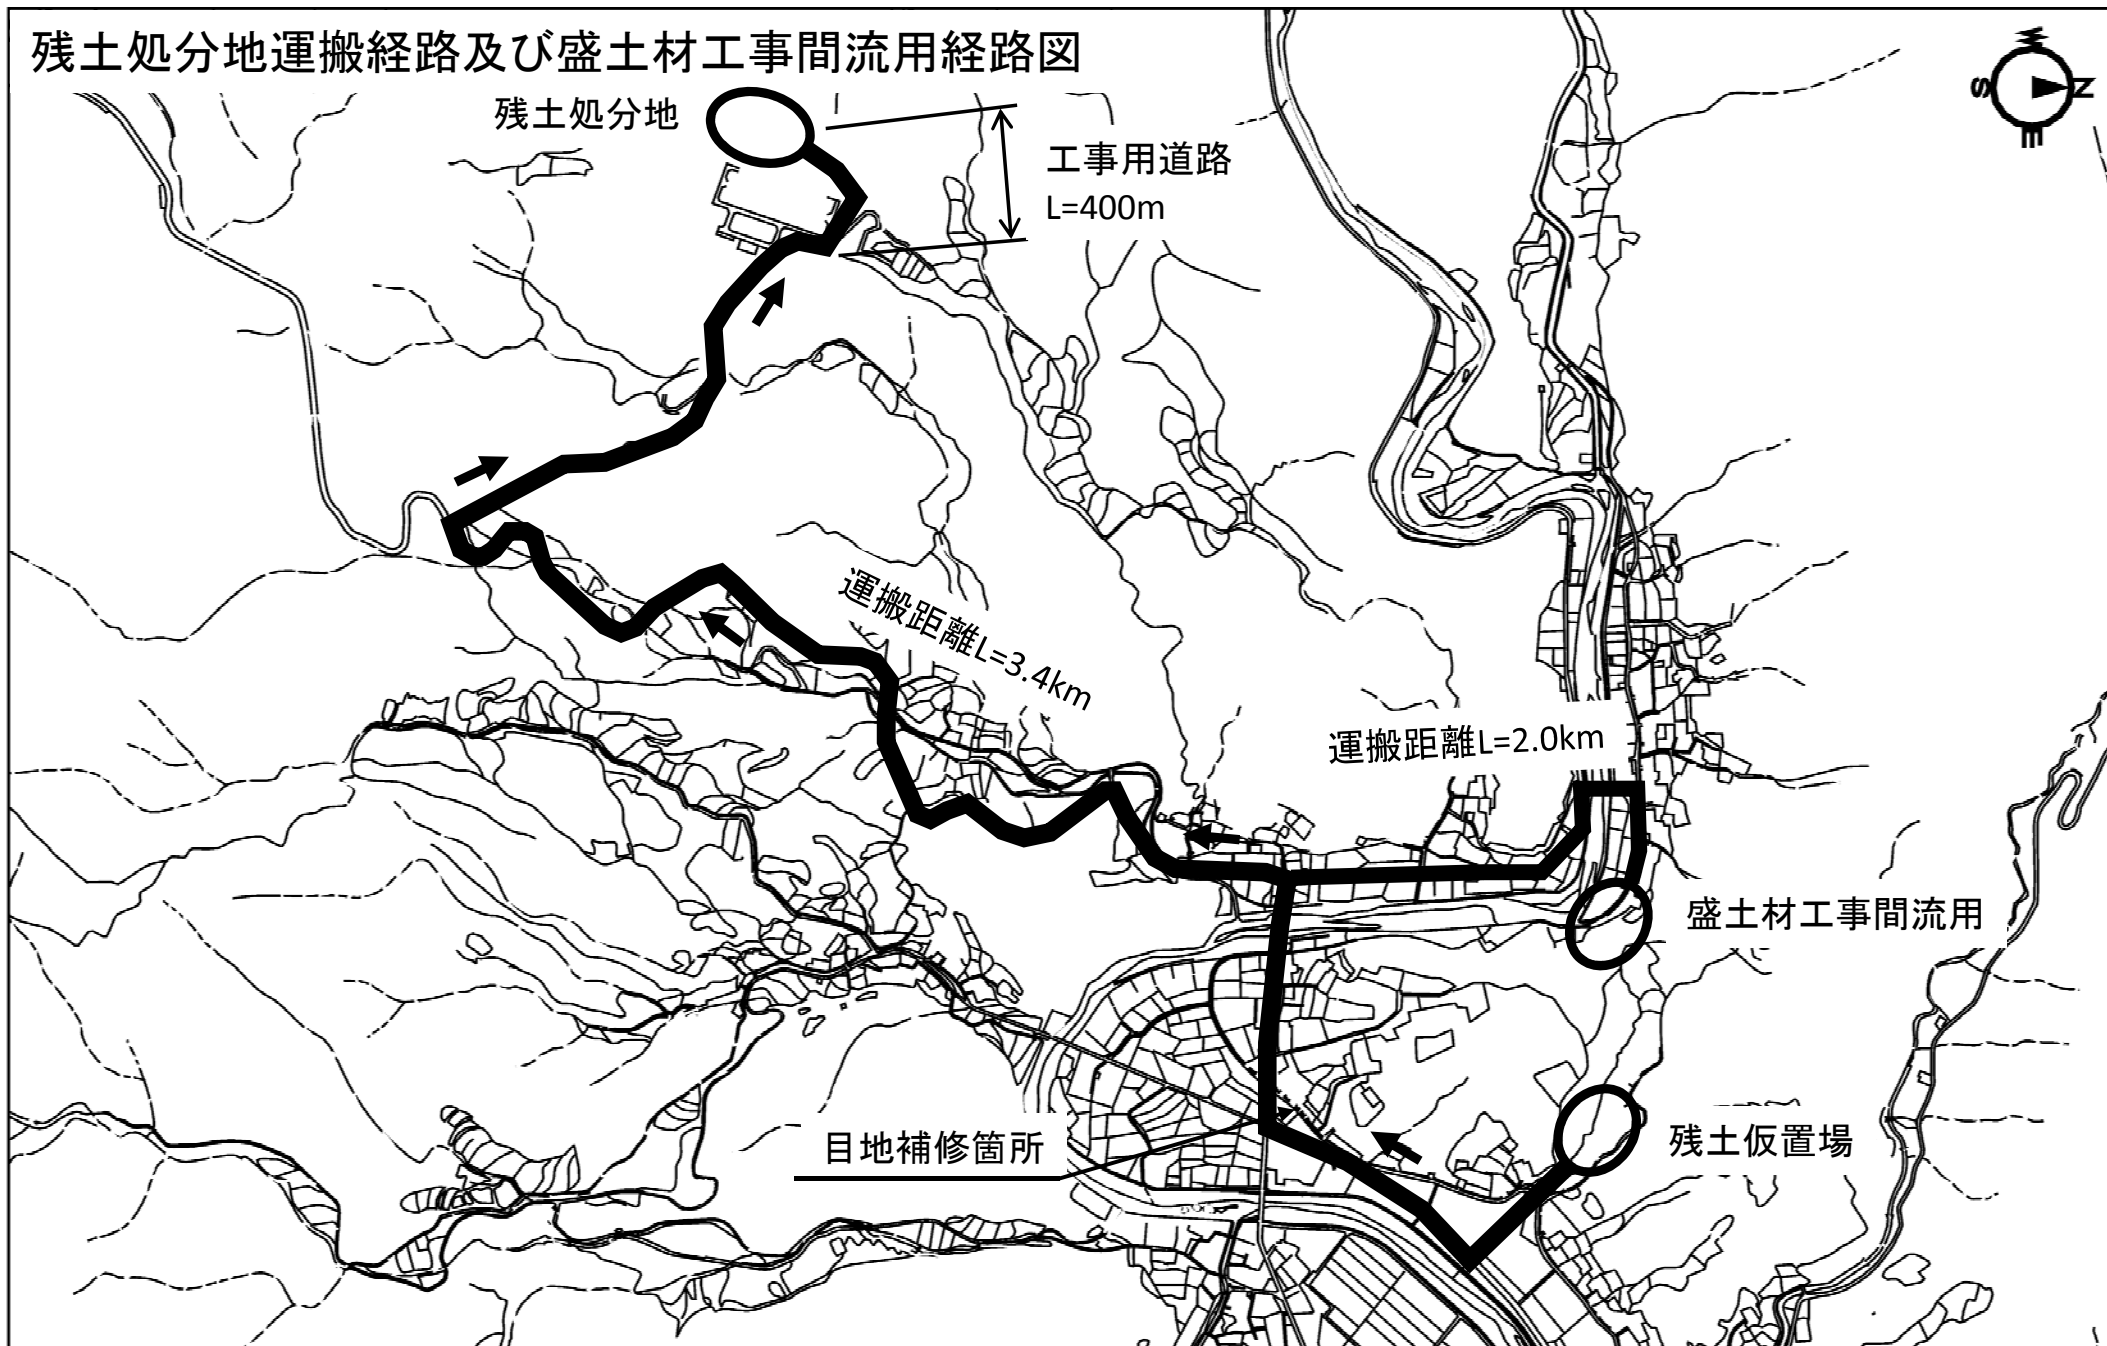 残土処分地運搬経路及び盛土材工事間流用経路図
残土処分地
工事用道路
L=400m
W
S
N
E
運搬距離L=3.4km
運搬距離L=2.0km
盛土材工事間流用
目地補修箇所
残土仮置場